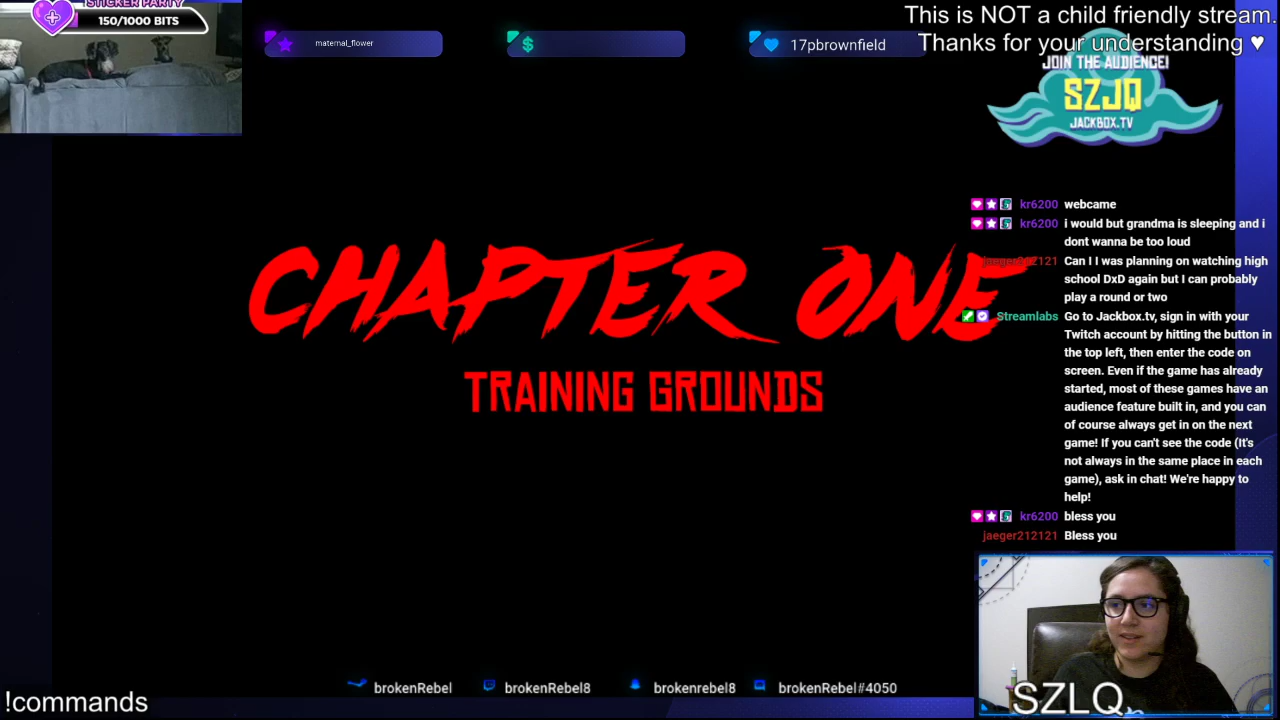 STICKER PARTY
150/1000 BITS
maternal_flower
17pbrownfield
This is NOT a child friendly stream.
Thanks for your understanding ♥
JOIN THE AUDIENCE!
SZJQ
JACKBOX.TV
kr6200 webcame
kr6200 i would but grandma is sleeping and i
dont wanna be too loud
jaeger212121 Can I I was planning on watching high
school DxD again but I can probably
play a round or two
Streamlabs Go to Jackbox.tv, sign in with your
Twitch account by hitting the button in
the top left, then enter the code on
screen. Even if the game has already
started, most of these games have an
audience feature built in, and you can
of course always get in on the next
game! If you can't see the code (It's
not always in the same place in each
game), ask in chat! We're happy to
help!
kr6200 bless you
jaeger212121 Bless you
CHAPTER ONE
TRAINING GROUNDS
brokenRebel
brokenRebel8
brokenrebel8
brokenRebel#4050
!commands
SZLQ